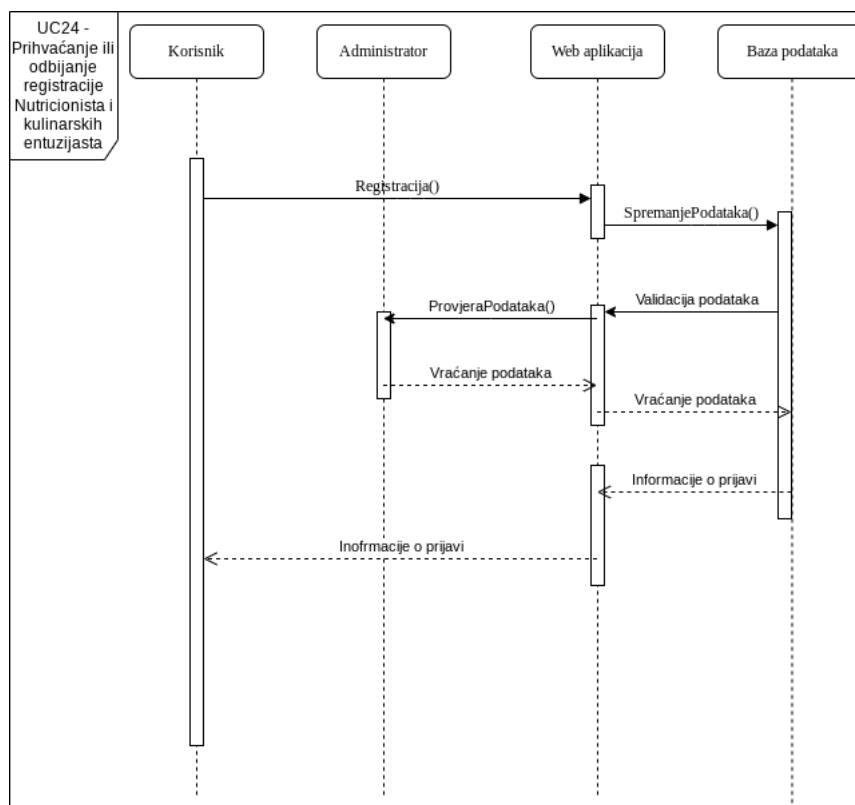 UC24 -
Prihvaćanje ili
odbijanje
registracije
Nutricionista i
kulinarskih
entuzijasta
Korisnik
Administrator
Web aplikacija
Baza podataka
Registracija()
SpremanjePodataka()
Validacija podataka
ProvjeraPodataka()
Vraćanje podataka
Vraćanje podataka
Informacije o prijavi
Inofrmacije o prijavi